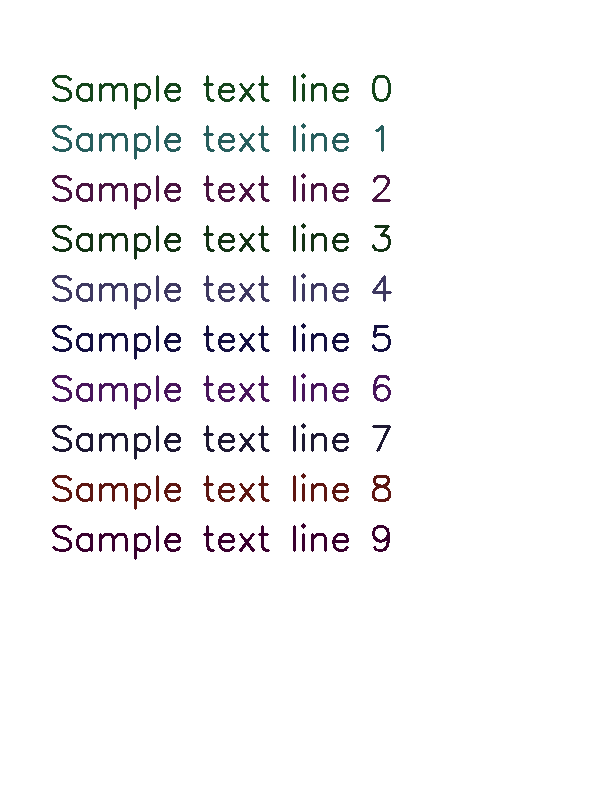 Sample text line 0
Sample text line 1
Sample text line 2
Sample text line 3
Sample text line 4
Sample text line 5
Sample text line 6
Sample text line 7
Sample text line 8
Sample text line 9